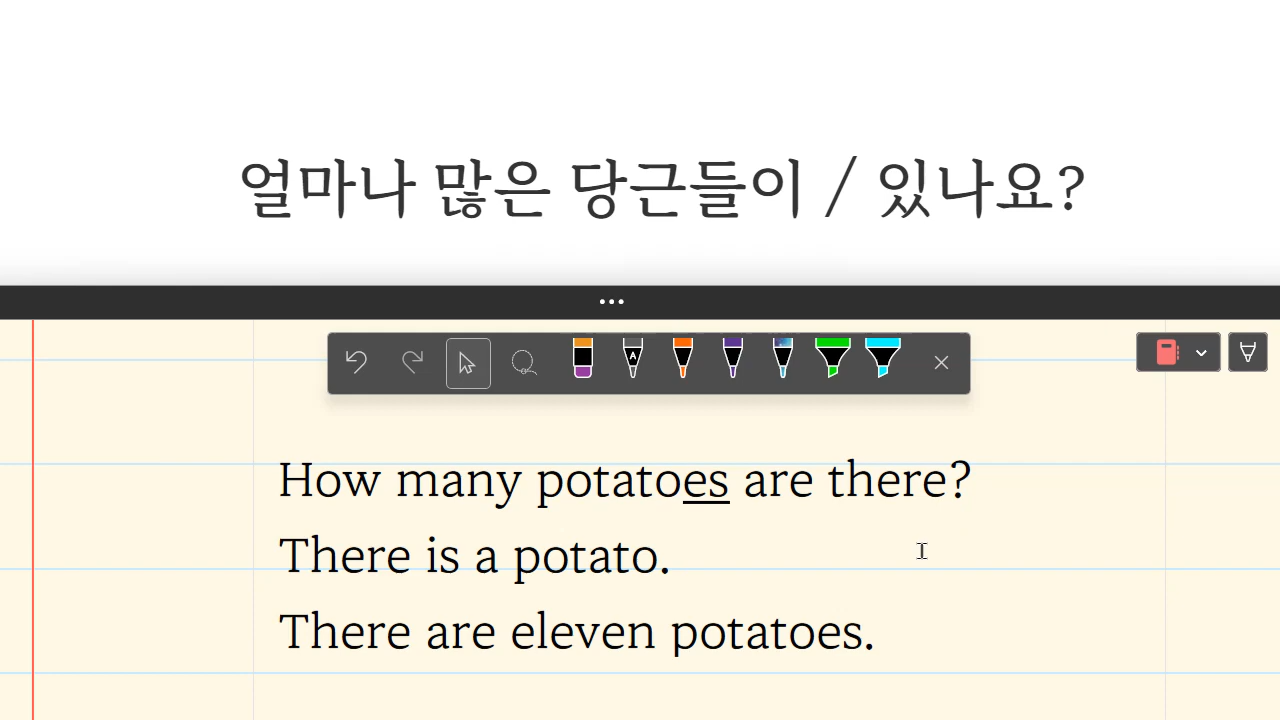 얼마나 많은 당근들이 / 있나요?
How many potatoes are there?
There is a potato.
There are eleven potatoes.